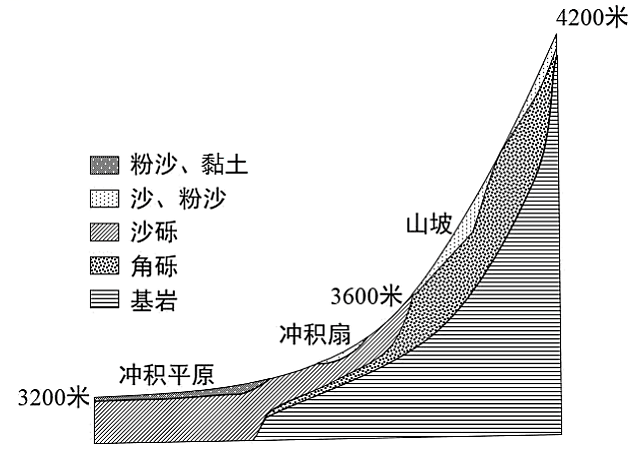 4200米
粉沙、黏土
沙、粉沙
沙砾
角砾
基岩
山坡
3600米
冲积扇
冲积平原
3200米